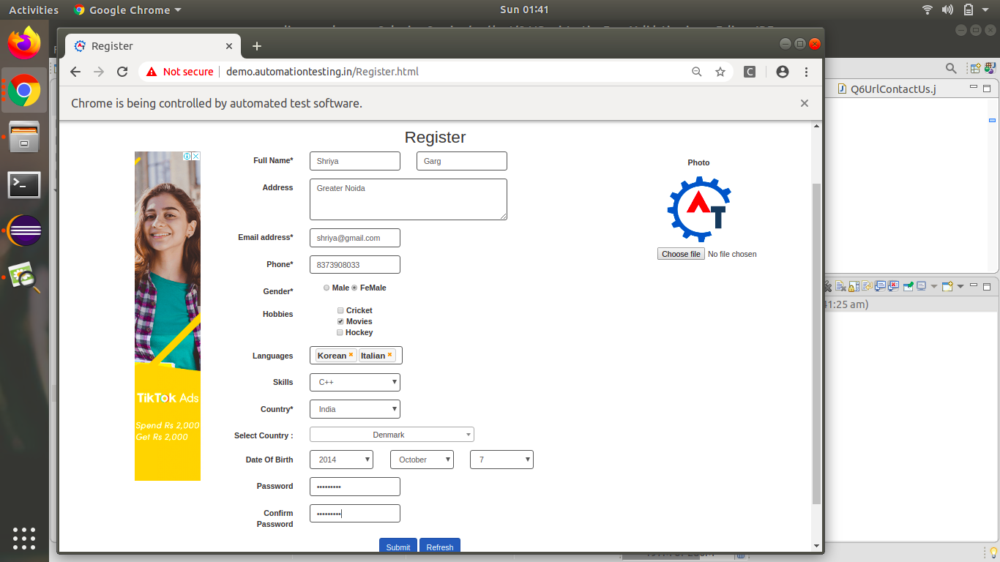 Activities Google Chrome Sun 01:41
Register
Not secure demo.automationtesting.in/Register.html
Q6UrlContactUs.j
Chrome is being controlled by automated test software.
Register
Full Name* Shriya Garg
Photo
Address Greater Noida
AT
Email address* shriya@gmail.com
Choose file No file chosen
Phone* 8373908033
Gender* Male FeMale
41:25 am)
Hobbies Cricket
Movies
Hockey
Languages Korean Italian
Skills C++
TikTok Ads
Country* India
Spend Rs 2,000
Get Rs 2,000
Select Country : Denmark
Date Of Birth 2014 October 7
Password •••••••••
Confirm Password •••••••••
Submit Refresh